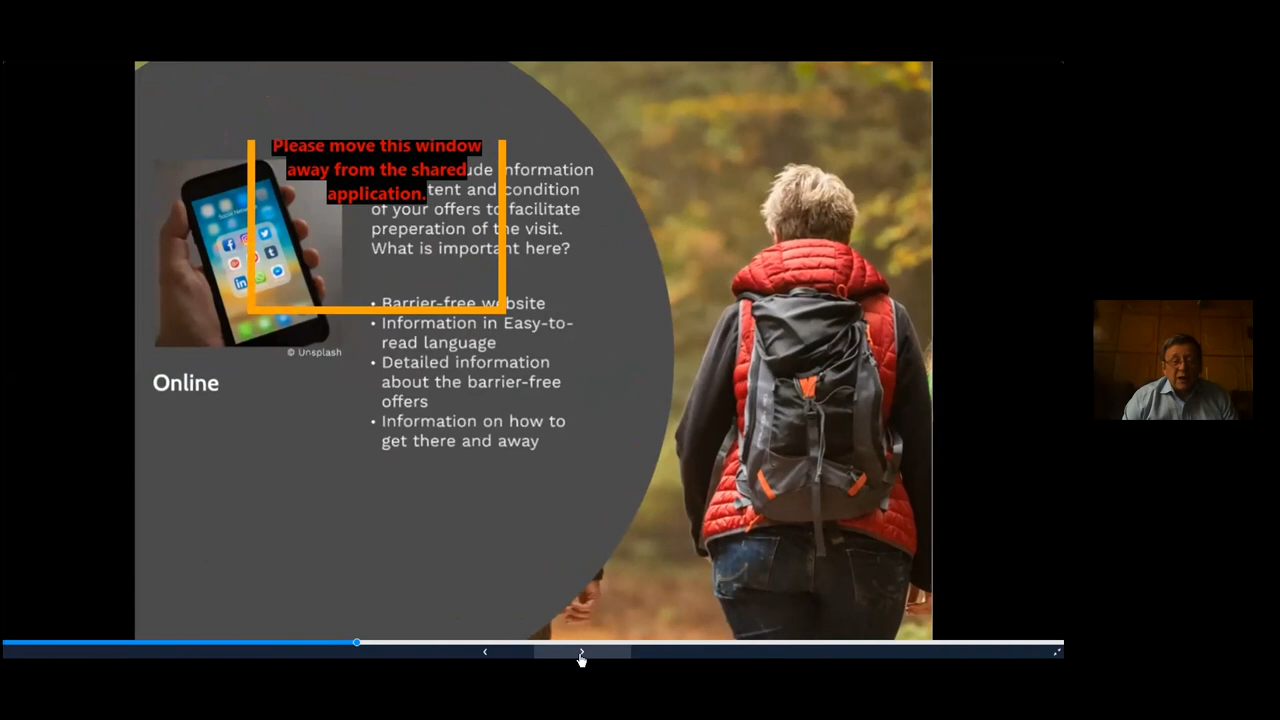 Please move this window
away from the shared
application.
ude information
tent and condition
of your offers to facilitate
preperation of the visit.
What is important here?
• Barrier-free website
• Information in Easy-to-
read language
• Detailed information
about the barrier-free
offers
• Information on how to
get there and away
© Unsplash
Online